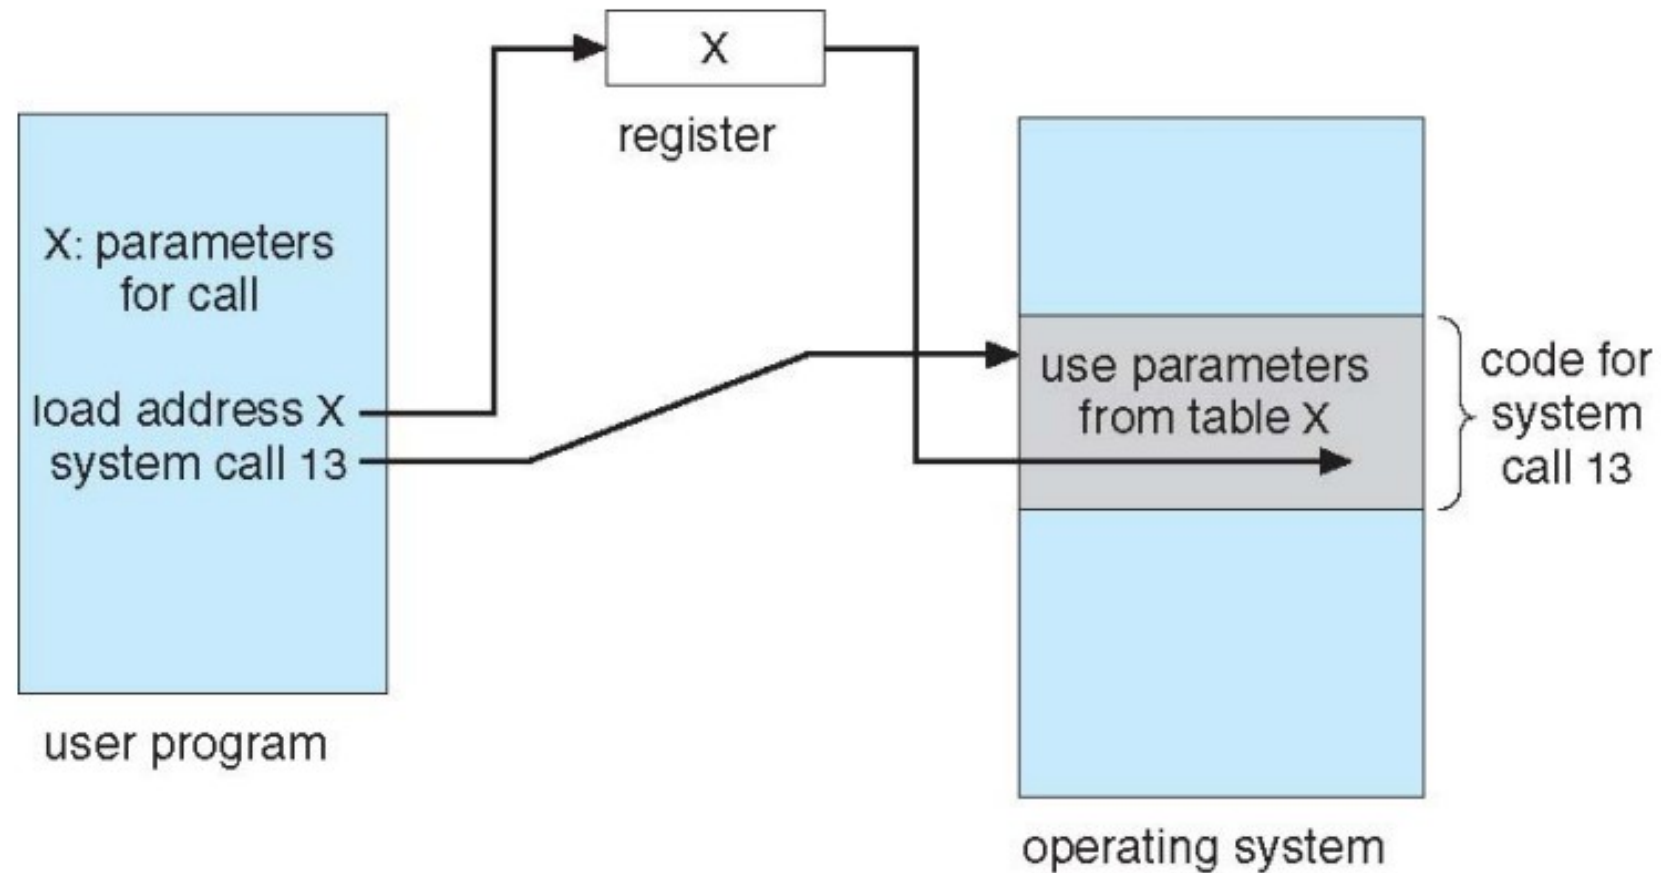 X
register
X: parameters
for call
load address X
system call 13
user program
use parameters
from table X
code for
system
call 13
operating system